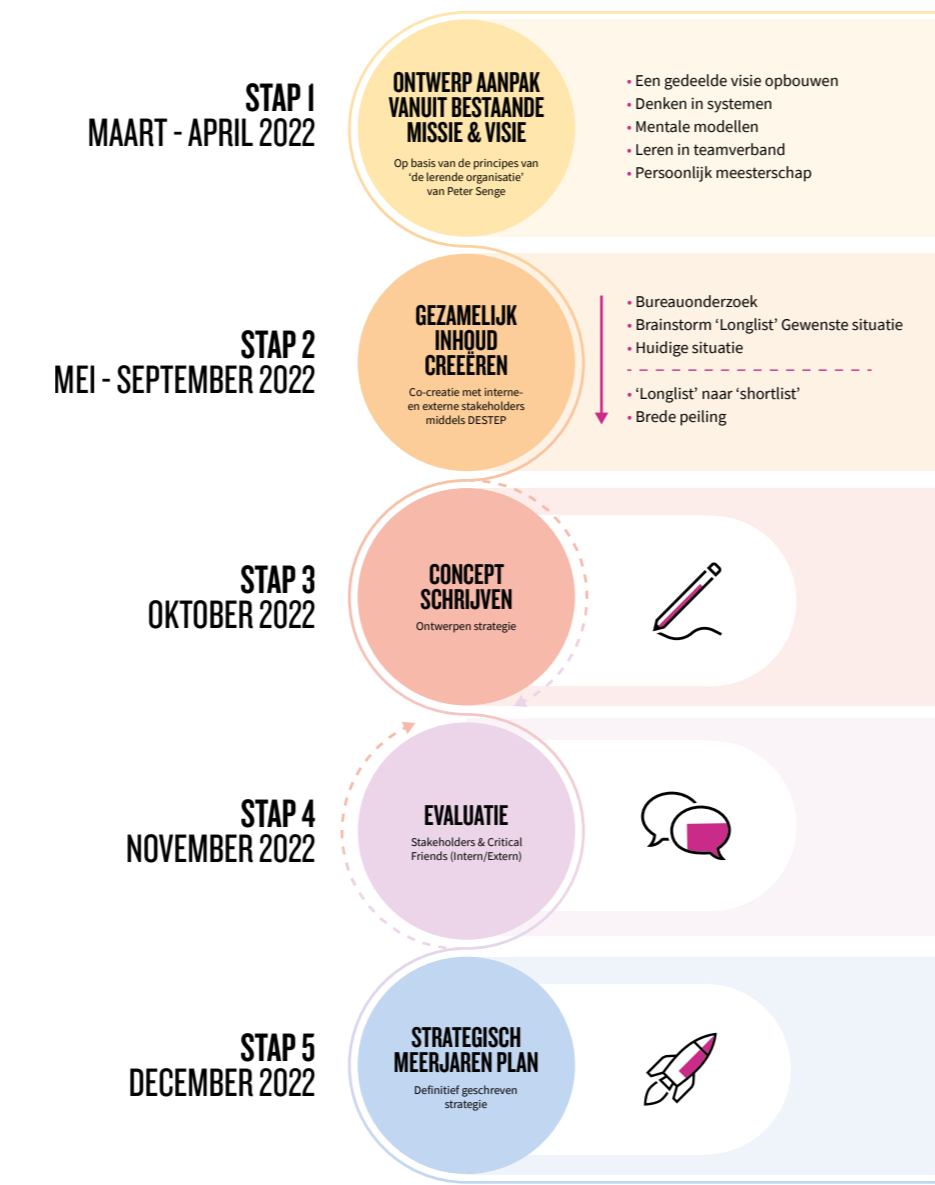 STAP 1
MAART - APRIL 2022
ONTWERP AANPAK
VANUIT BESTAANDE
MISSIE & VISIE
Op basis van de principes van
‘de lerende organisatie’
van Peter Senge
• Een gedeelde visie opbouwen
• Denken in systemen
• Mentale modellen
• Leren in teamverband
• Persoonlijk meesterschap
STAP 2
MEI - SEPTEMBER 2022
GEZAMELIJK
INHOUD
CREEËREN
Co-creatie met interne-
en externe stakeholders
middels DESTEP
• Bureauonderzoek
• Brainstorm ‘Longlist’ Gewenste situatie
• Huidige situatie
• ‘Longlist’ naar ‘shortlist’
• Brede peiling
STAP 3
OKTOBER 2022
CONCEPT
SCHRIJVEN
Ontwerpen strategie
STAP 4
NOVEMBER 2022
EVALUATIE
Stakeholders & Critical
Friends (Intern/Extern)
STAP 5
DECEMBER 2022
STRATEGISCH
MEERJAREN PLAN
Definitief geschreven
strategie